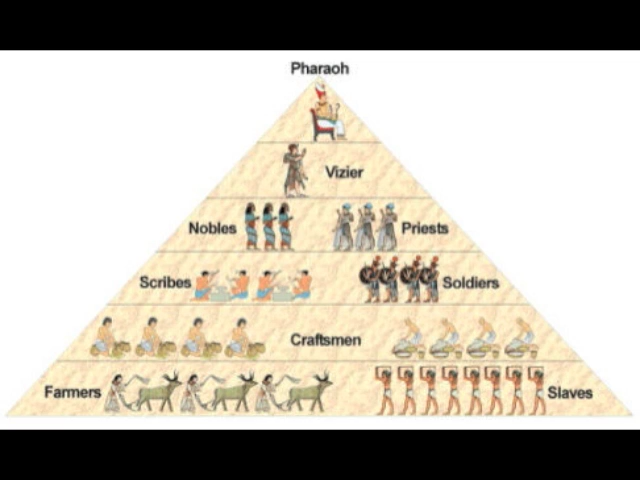 Pharaoh
Vizier
Nobles Priests
Scribes Soldiers
Craftsmen
Farmers Slaves